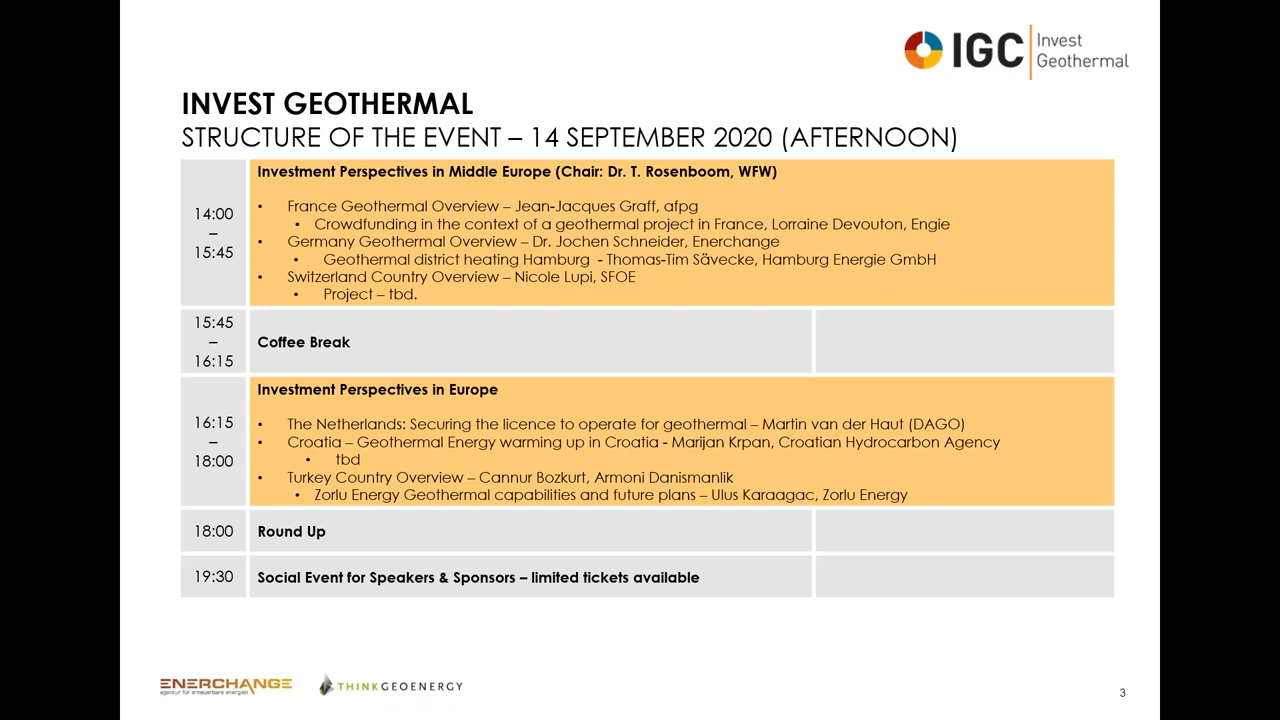 IGC
Invest
Geothermal
INVEST GEOTHERMAL
STRUCTURE OF THE EVENT – 14 SEPTEMBER 2020 (AFTERNOON)
14:00
–
15:45
Investment Perspectives in Middle Europe (Chair: Dr. T. Rosenboom, WFW)
• France Geothermal Overview – Jean-Jacques Graff, afpg
• Crowdfunding in the context of a geothermal project in France, Lorraine Devouton, Engie
• Germany Geothermal Overview – Dr. Jochen Schneider, Enerchange
• Geothermal district heating Hamburg - Thomas-Tim Sävecke, Hamburg Energie GmbH
• Switzerland Country Overview – Nicole Lupi, SFOE
• Project – tbd.
15:45
–
16:15
Coffee Break
16:15
–
18:00
Investment Perspectives in Europe
• The Netherlands: Securing the licence to operate for geothermal – Martin van der Haut (DAGO)
• Croatia – Geothermal Energy warming up in Croatia - Marijan Krpan, Croatian Hydrocarbon Agency
• tbd
• Turkey Country Overview – Cannur Bozkurt, Armoni Danismanlik
• Zorlu Energy Geothermal capabilities and future plans – Ulus Karaagac, Zorlu Energy
18:00
Round Up
19:30
Social Event for Speakers & Sponsors – limited tickets available
ENERCHANGE
agentur für erneuerbare energien
THINKGEOENERGY
3